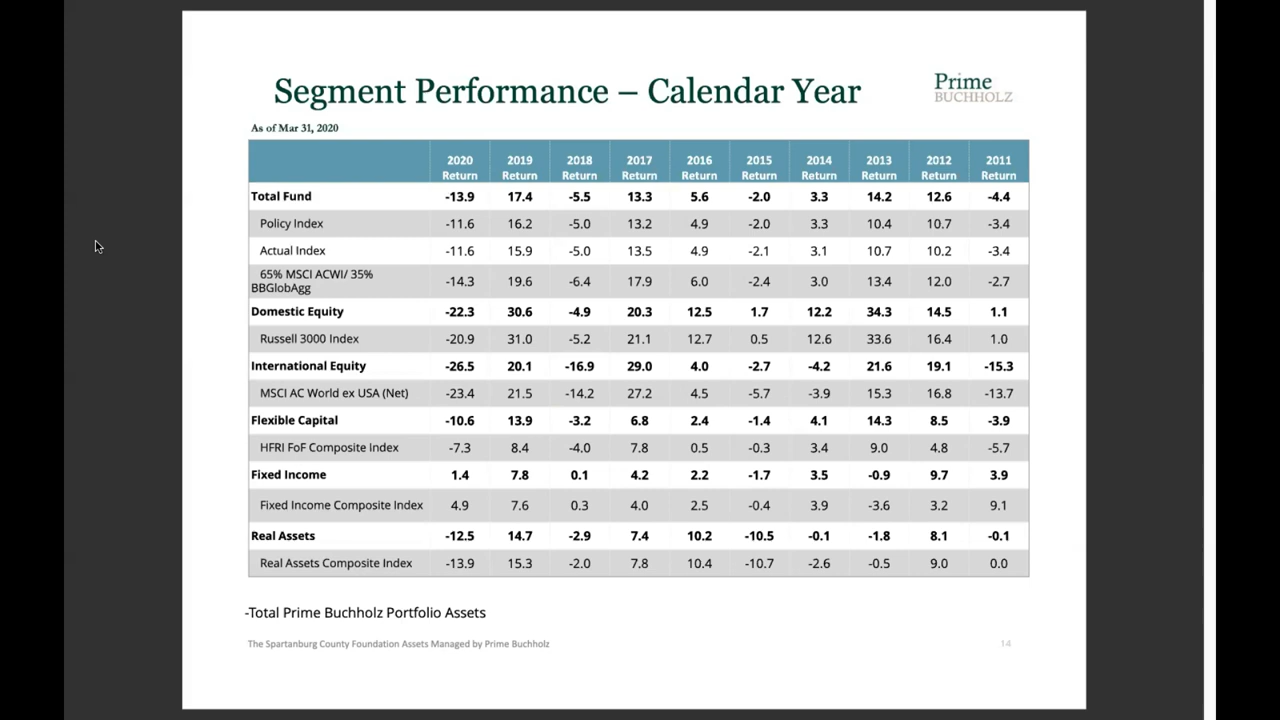 Segment Performance – Calendar Year
Prime
BUCHHOLZ
As of Mar 31, 2020
2020 Return 2019 Return 2018 Return 2017 Return 2016 Return 2015 Return 2014 Return 2013 Return 2012 Return 2011 Return
Total Fund -13.9 17.4 -5.5 13.3 5.6 -2.0 3.3 14.2 12.6 -4.4
Policy Index -11.6 16.2 -5.0 13.2 4.9 -2.0 3.3 10.4 10.7 -3.4
Actual Index -11.6 15.9 -5.0 13.5 4.9 -2.1 3.1 10.7 10.2 -3.4
65% MSCI ACWI/ 35% BBGlobAgg -14.3 19.6 -6.4 17.9 6.0 -2.4 3.0 13.4 12.0 -2.7
Domestic Equity -22.3 30.6 -4.9 20.3 12.5 1.7 12.2 34.3 14.5 1.1
Russell 3000 Index -20.9 31.0 -5.2 21.1 12.7 0.5 12.6 33.6 16.4 1.0
International Equity -26.5 20.1 -16.9 29.0 4.0 -2.7 -4.2 21.6 19.1 -15.3
MSCI AC World ex USA (Net) -23.4 21.5 -14.2 27.2 4.5 -5.7 -3.9 15.3 16.8 -13.7
Flexible Capital -10.6 13.9 -3.2 6.8 2.4 -1.4 4.1 14.3 8.5 -3.9
HFRI FoF Composite Index -7.3 8.4 -4.0 7.8 0.5 -0.3 3.4 9.0 4.8 -5.7
Fixed Income 1.4 7.8 0.1 4.2 2.2 -1.7 3.5 -0.9 9.7 3.9
Fixed Income Composite Index 4.9 7.6 0.3 4.0 2.5 -0.4 3.9 -3.6 3.2 9.1
Real Assets -12.5 14.7 -2.9 7.4 10.2 -10.5 -0.1 -1.8 8.1 -0.1
Real Assets Composite Index -13.9 15.3 -2.0 7.8 10.4 -10.7 -2.6 -0.5 9.0 0.0
-Total Prime Buchholz Portfolio Assets
The Spartanburg County Foundation Assets Managed by Prime Buchholz 14